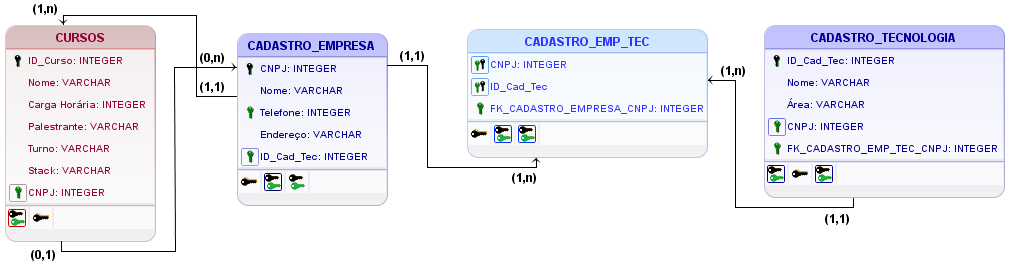 (1,n)
CURSOS
ID_Curso: INTEGER
Nome: VARCHAR
Carga Horária: INTEGER
Palestrante: VARCHAR
Turno: VARCHAR
Stack: VARCHAR
CNPJ: INTEGER
(0,1)
(0,n)
(1,1)
CADASTRO_EMPRESA
CNPJ: INTEGER
Nome: VARCHAR
Telefone: INTEGER
Endereço: VARCHAR
ID_Cad_Tec: INTEGER
(1,1)
(1,n)
CADASTRO_EMP_TEC
CNPJ: INTEGER
ID_Cad_Tec
FK_CADASTRO_EMPRESA_CNPJ: INTEGER
(1,n)
CADASTRO_TECNOLOGIA
ID_Cad_Tec: INTEGER
Nome: VARCHAR
Área: VARCHAR
CNPJ: INTEGER
FK_CADASTRO_EMP_TEC_CNPJ: INTEGER
(1,1)